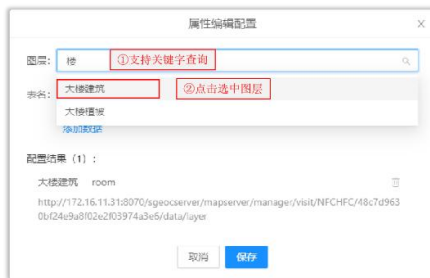 属性编辑配置
图层：
楼
①支持关键字查询
大楼建筑
②点击选中图层
表名：
大楼楦坡
添加数据
配置结果（1）：
大楼建筑 room
http://172.16.11.31:8070/sgeocserver/mapserver/manager/visit/NFCHFC/48c7d963
0bf24e9a8f02e2f03974a3e6/data/layer
取消
保存